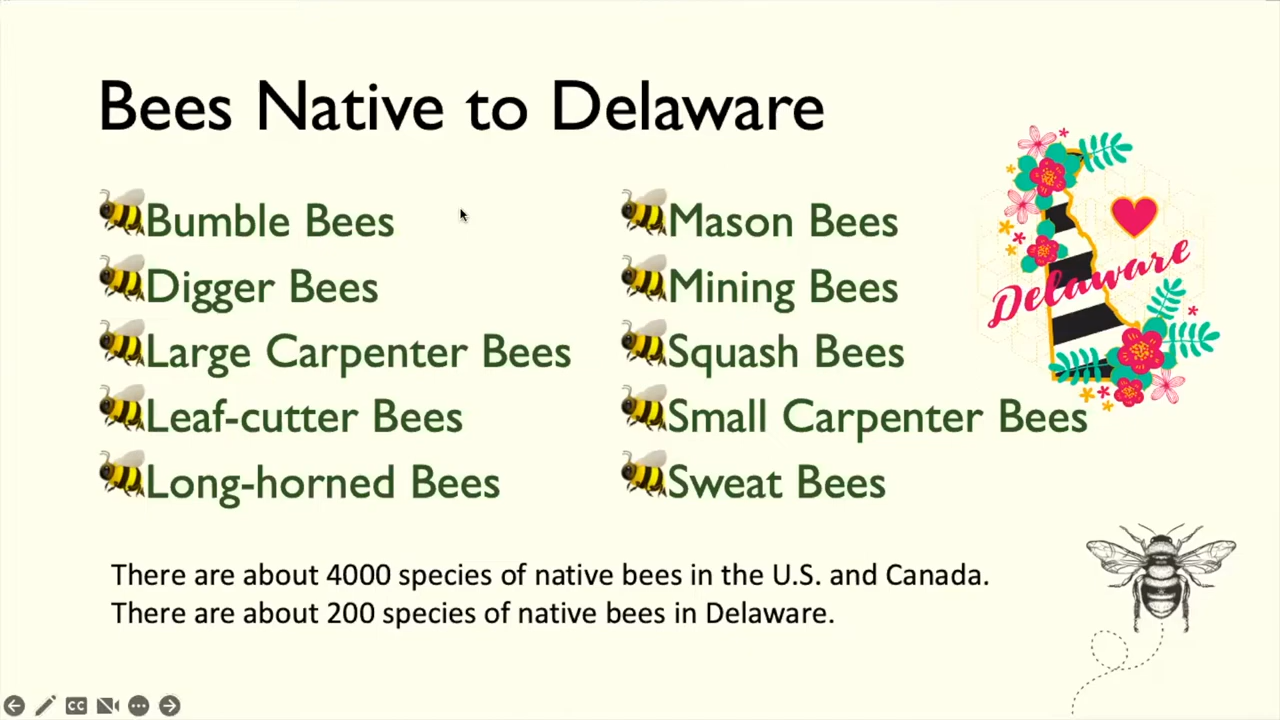 Bees Native to Delaware
Bumble Bees
Digger Bees
Large Carpenter Bees
Leaf-cutter Bees
Long-horned Bees
Mason Bees
Mining Bees
Squash Bees
Small Carpenter Bees
Sweat Bees
Delaware
There are about 4000 species of native bees in the U.S. and Canada.
There are about 200 species of native bees in Delaware.
CC